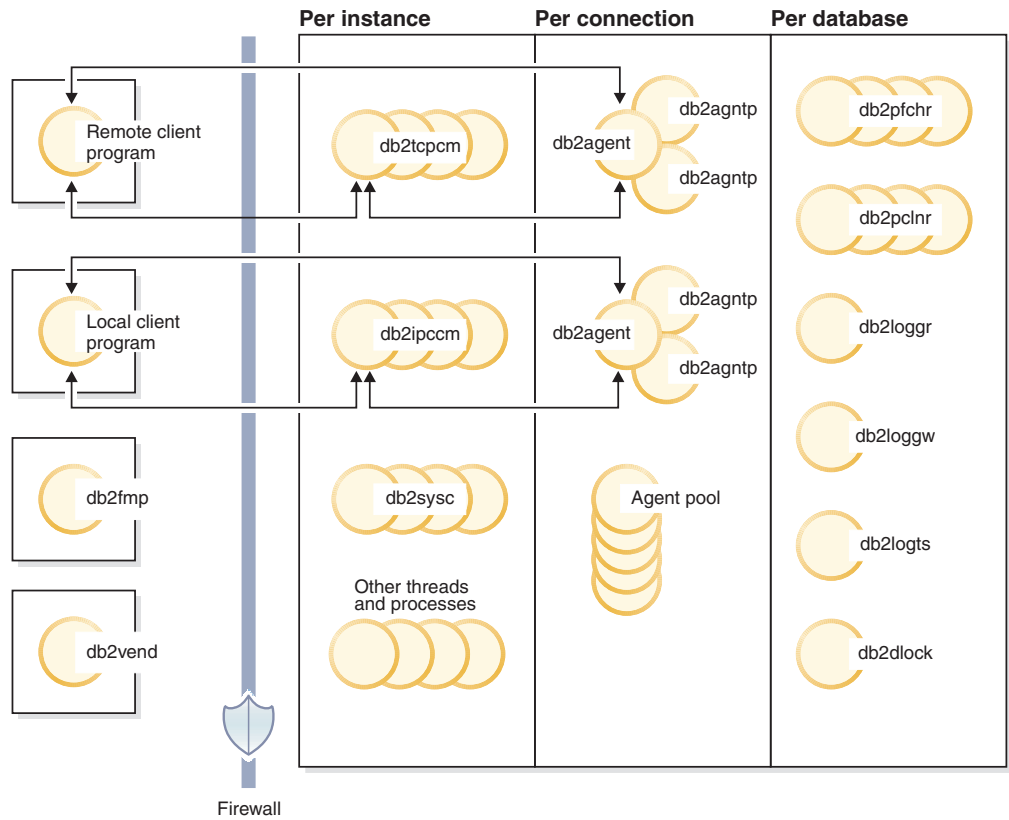 Per instance
Per connection
Per database
Remote client
program
db2tcpcm
db2agent
db2agntp
db2agntp
db2pfchr
db2pclnr
Local client
program
db2ipccm
db2agent
db2agntp
db2agntp
db2loggr
db2loggw
db2fmp
db2sysc
Agent pool
db2logts
Other threads
and processes
db2vend
db2dlock
Firewall